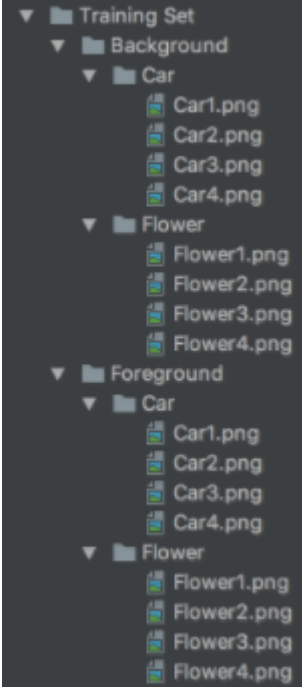 Training Set
Background
Car
Car1.png
Car2.png
Car3.png
Car4.png
Flower
Flower1.png
Flower2.png
Flower3.png
Flower4.png
Foreground
Car
Car1.png
Car2.png
Car3.png
Car4.png
Flower
Flower1.png
Flower2.png
Flower3.png
Flower4.png